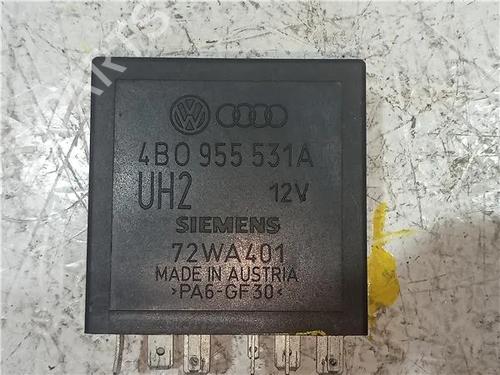 4B0 955 531A
UH2 12V
SIEMENS
72WA401
MADE IN AUSTRIA
>PA6-GF30<